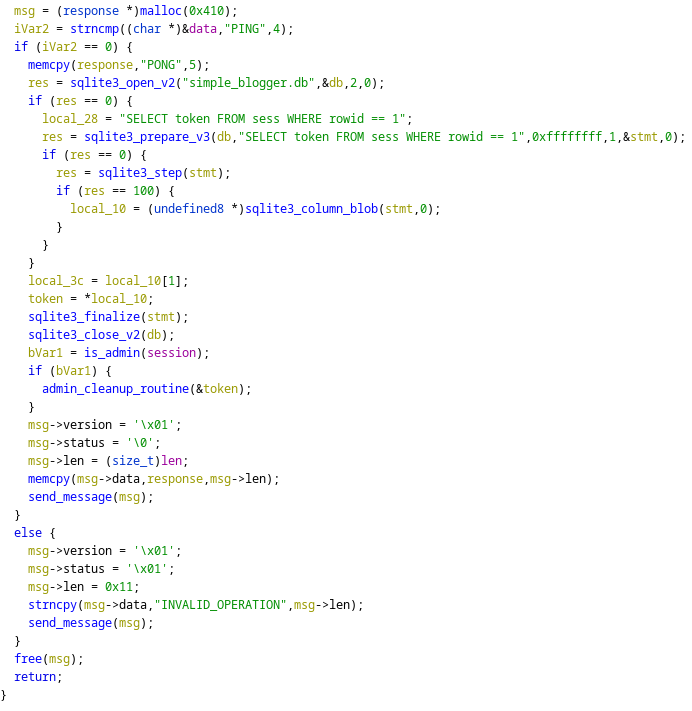 msg = (response *)malloc(0x410);
iVar2 = strncmp((char *)&data,"PING",4);
if (iVar2 == 0) {
memcpy(response,"PONG",5);
res = sqlite3_open_v2("simple_blogger.db",&db,2,0);
if (res == 0) {
local_28 = "SELECT token FROM sess WHERE rowid == 1";
res = sqlite3_prepare_v3(db,"SELECT token FROM sess WHERE rowid == 1",0xffffffff,1,&stmt,0);
if (res == 0) {
res = sqlite3_step(stmt);
if (res == 100) {
local_10 = (undefined8 *)sqlite3_column_blob(stmt,0);
}
}
}
local_3c = local_10[1];
token = *local_10;
sqlite3_finalize(stmt);
sqlite3_close_v2(db);
bVar1 = is_admin(session);
if (bVar1) {
admin_cleanup_routine(&token);
}
msg->version = '\x01';
msg->status = '\0';
msg->len = (size_t)len;
memcpy(msg->data,response,msg->len);
send_message(msg);
}
else {
msg->version = '\x01';
msg->status = '\x01';
msg->len = 0x11;
strncpy(msg->data,"INVALID_OPERATION",msg->len);
send_message(msg);
}
free(msg);
return;
}